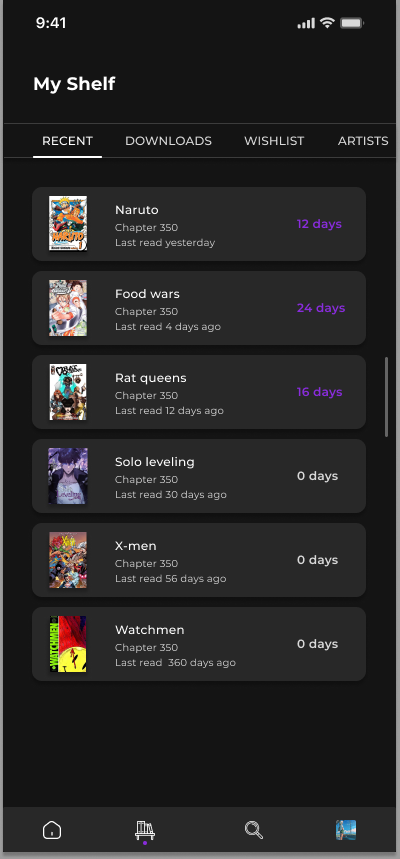 9:41
My Shelf
RECENT DOWNLOADS WISHLIST ARTISTS
Naruto
Chapter 350
Last read yesterday
12 days
NARUTO
Food wars
Chapter 350
Last read 4 days ago
24 days
Rat queens
Chapter 350
Last read 12 days ago
16 days
Solo leveling
Chapter 350
Last read 30 days ago
0 days
X-men
Chapter 350
Last read 56 days ago
0 days
Watchmen
Chapter 350
Last read 360 days ago
0 days
WATCHMEN